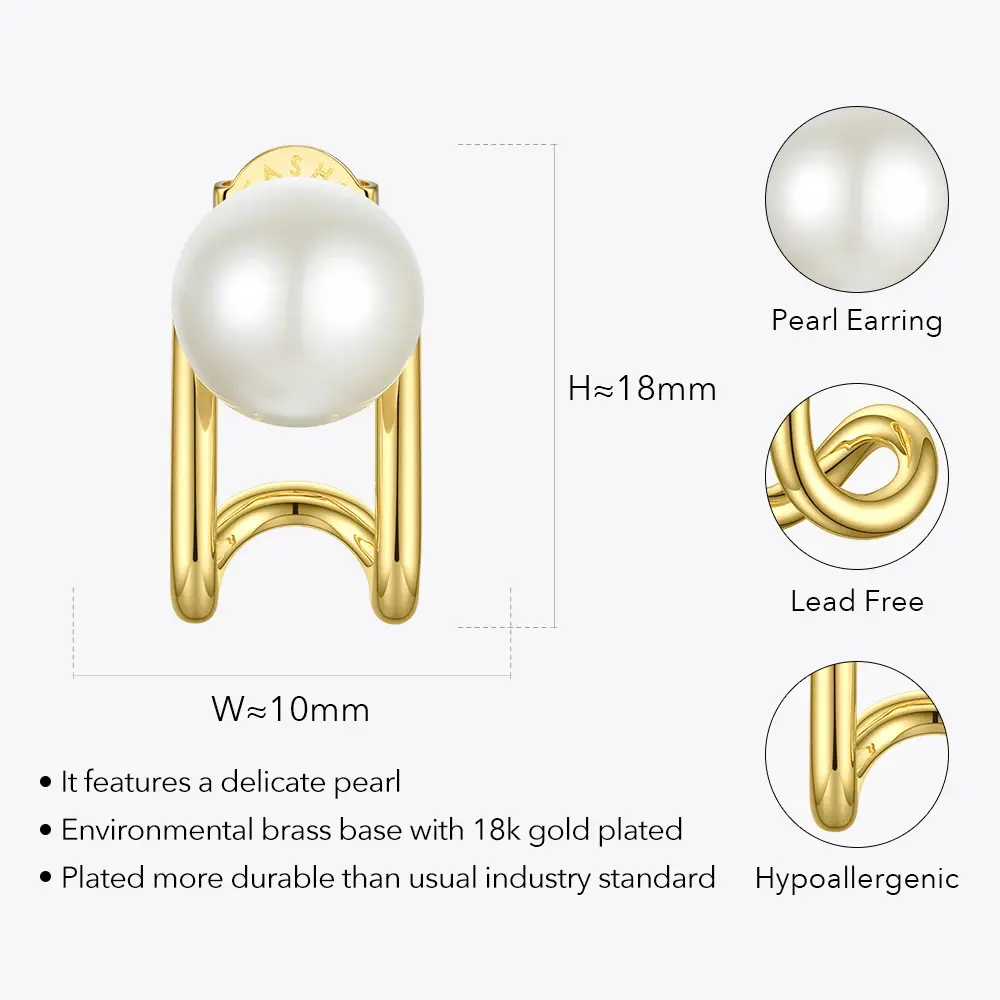 H≈18mm
W≈10mm
Pearl Earring
Lead Free
Hypoallergenic
• It features a delicate pearl
• Environmental brass base with 18k gold plated
• Plated more durable than usual industry standard